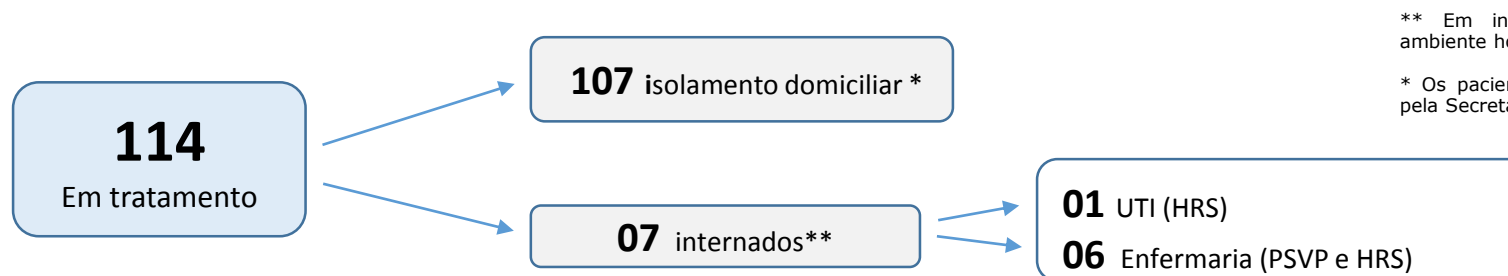 114
Em tratamento
107 isolamento domiciliar *
07 internados**
01 UTI (HRS)
06 Enfermaria (PSVP e HRS)
** Em
ambiente
* Os
pela